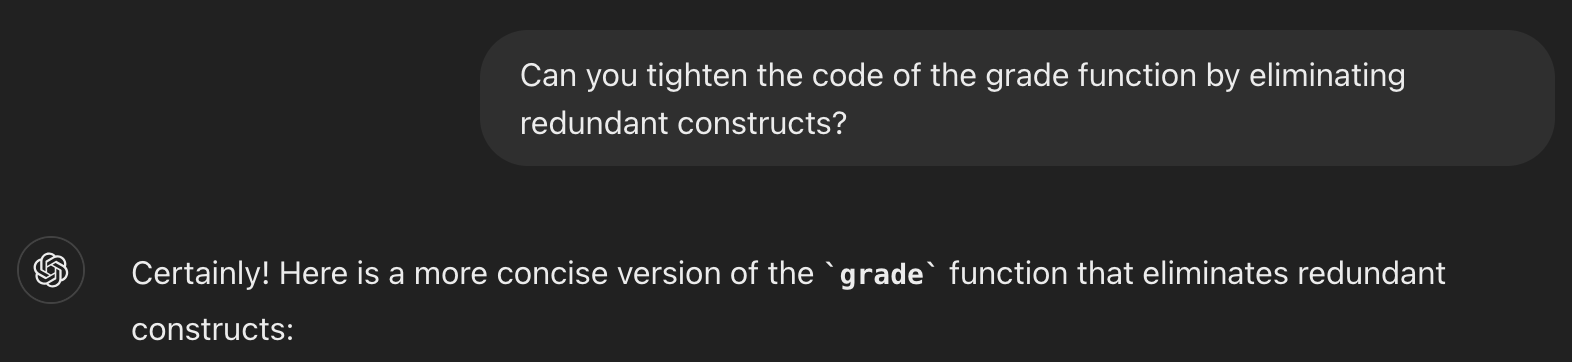 Can you tighten the code of the grade function by eliminating
redundant constructs?
Certainly! Here is a more concise version of the `grade` function that eliminates redundant
constructs: